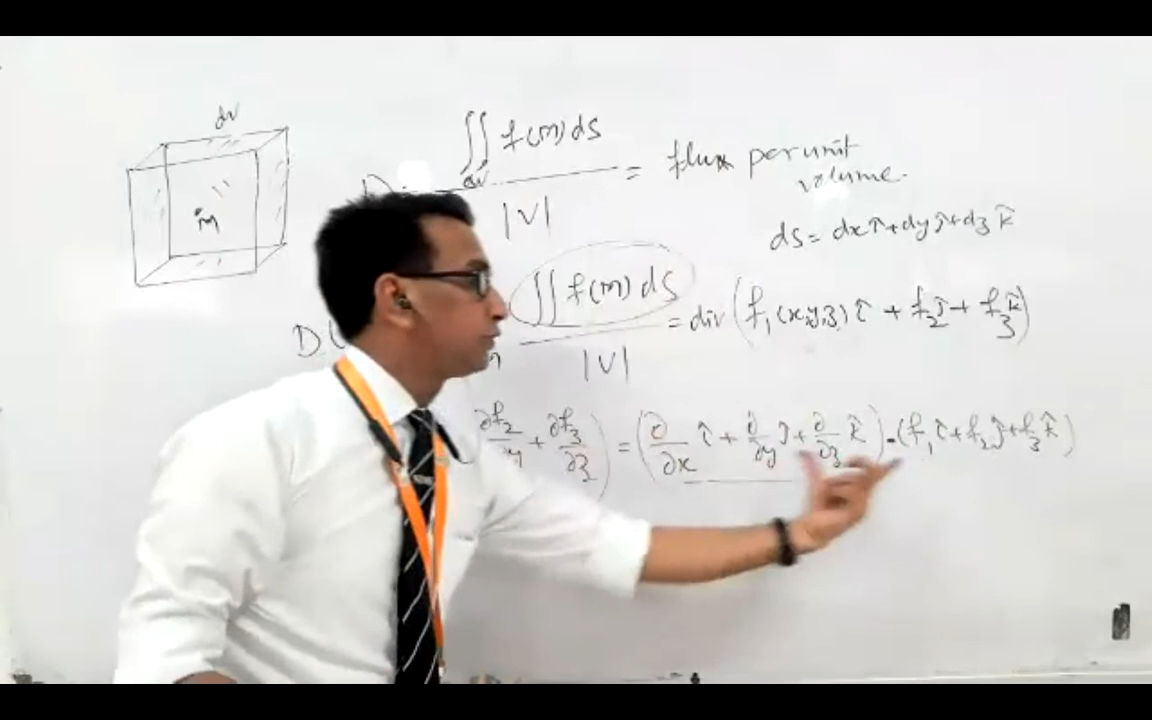 dv
∬ f(m) ds
dv
|V|
= flux per unit
volume.
m
ds = dx î + dy ĵ + dz k̂
∬ f(m) ds
|V|
= div (f₁(x,y,z) î + f₂ ĵ + f₃ k̂)
∂f₂/∂y + ∂f₃/∂z) = (∂/∂x î + ∂/∂y ĵ + ∂/∂z k̂) · (f₁ î + f₂ ĵ + f₃ k̂)